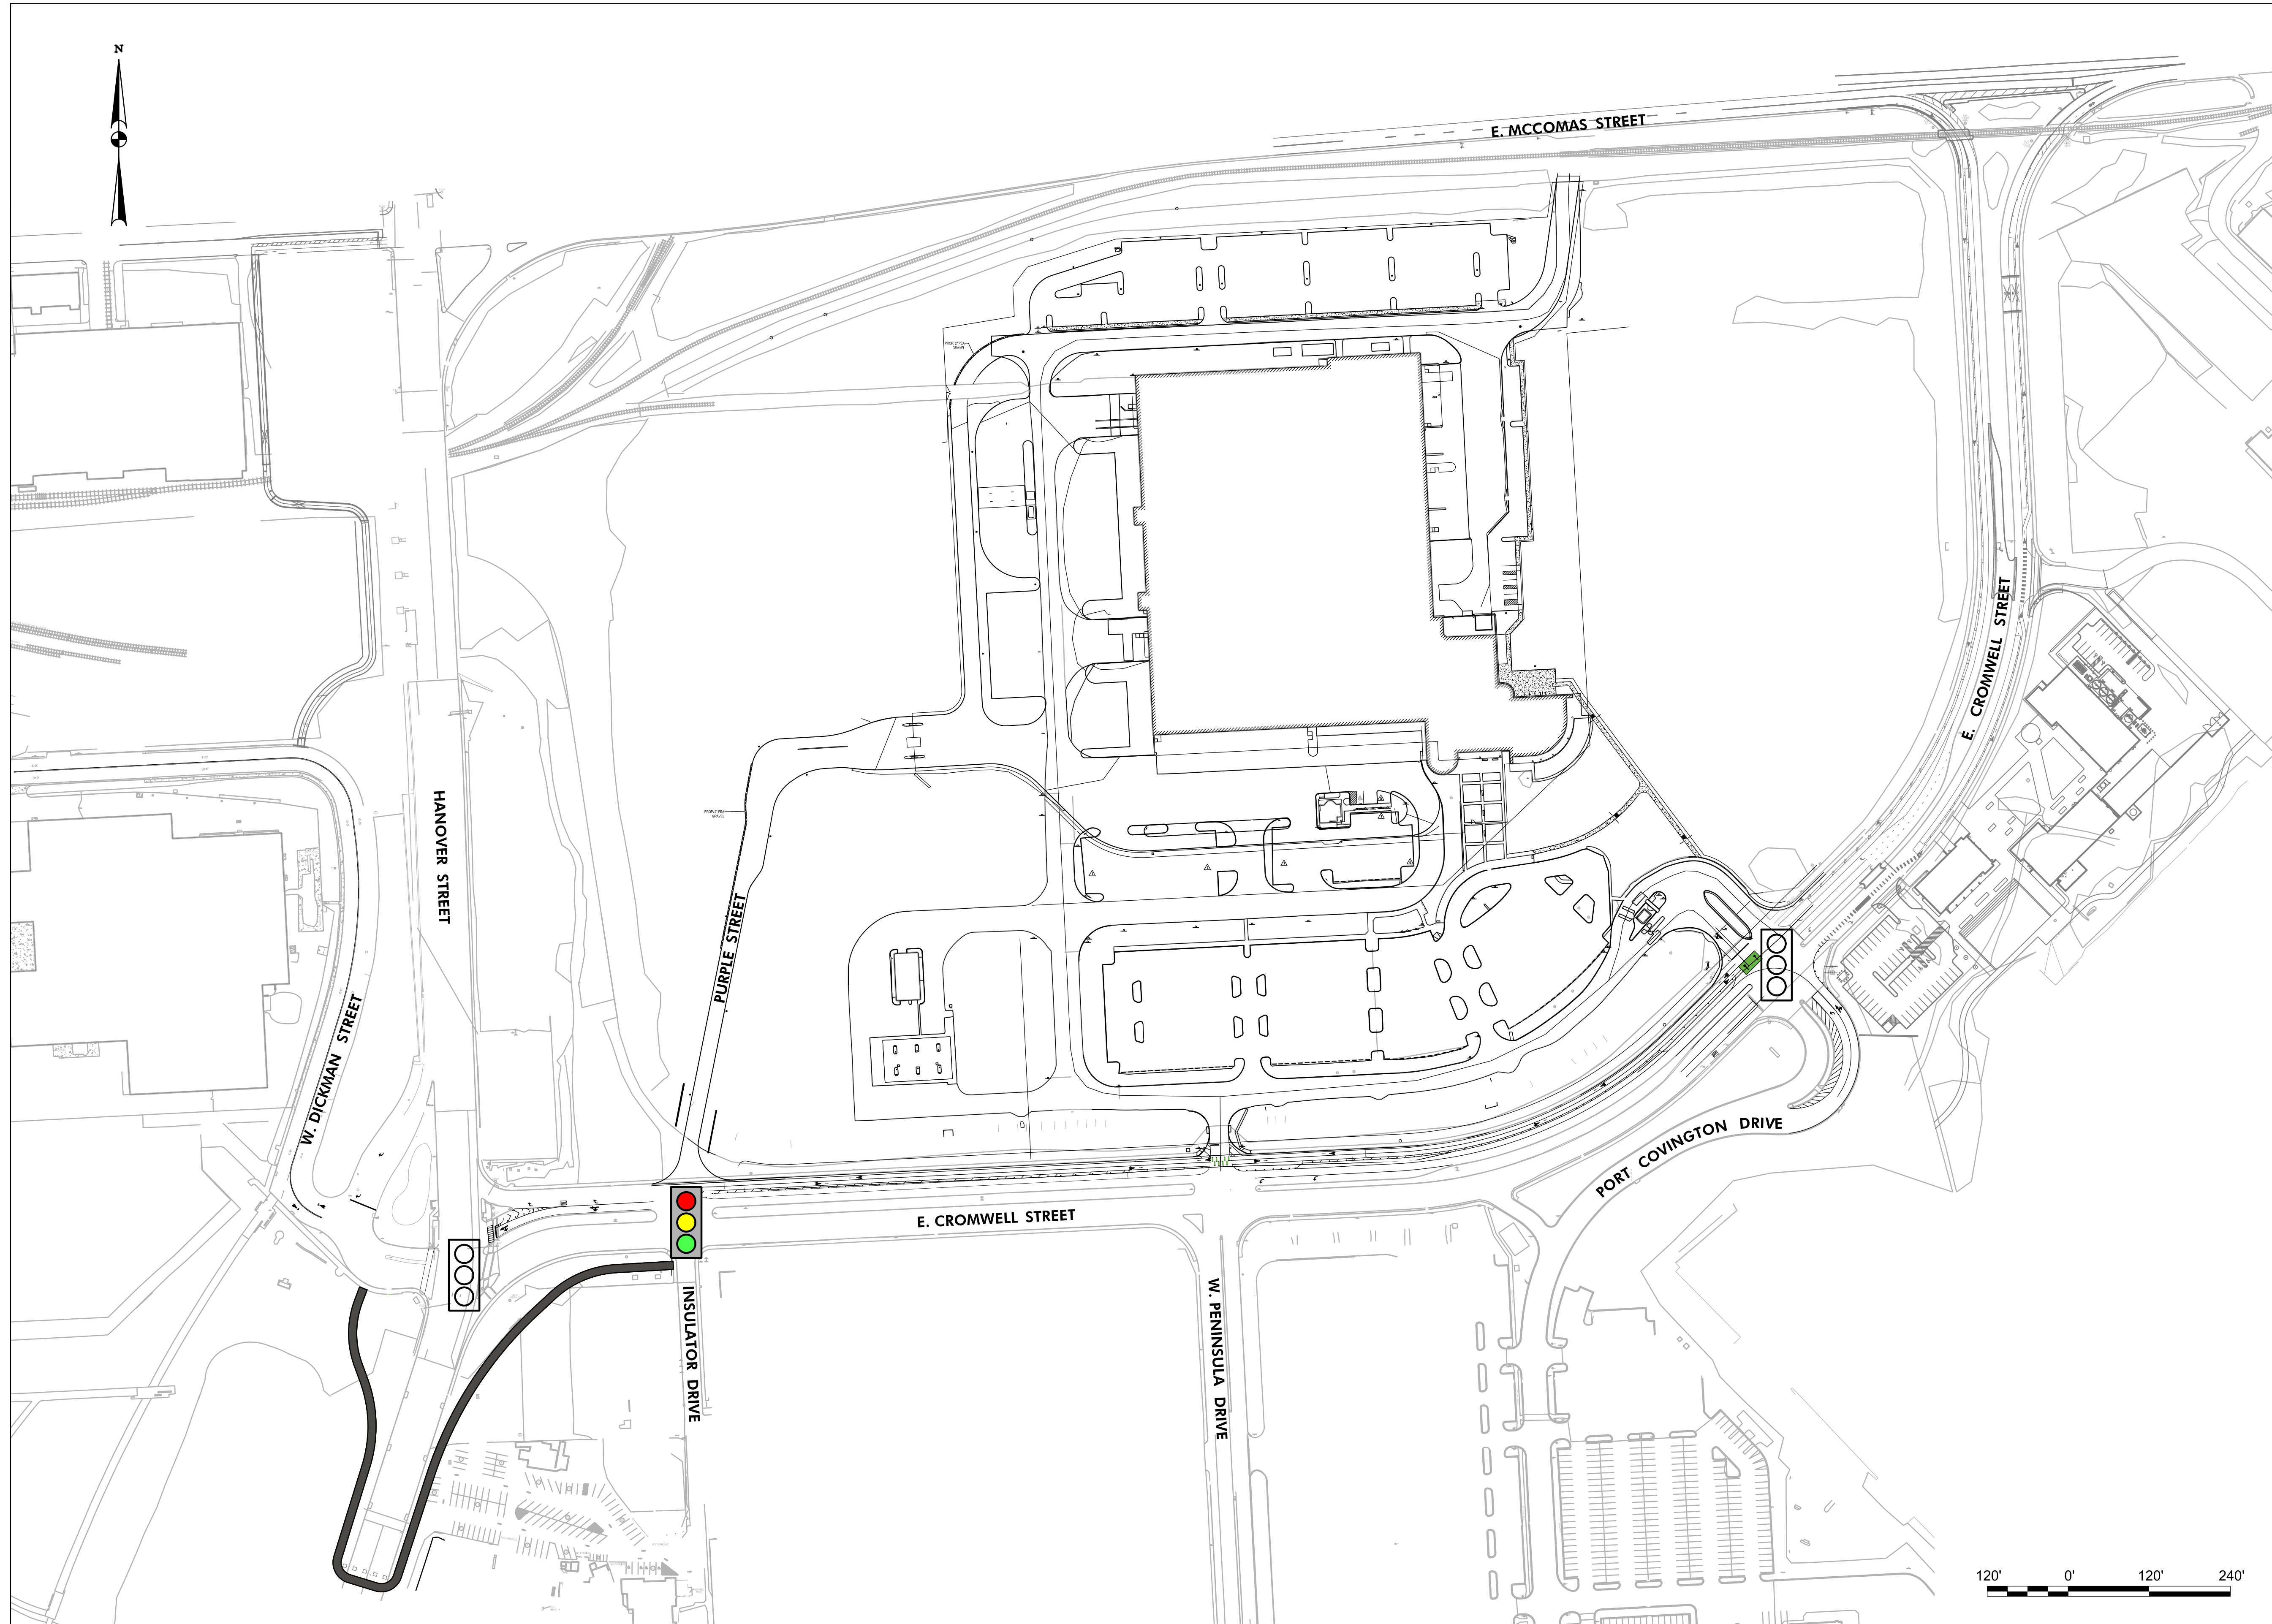 N
E. MCCOMAS STREET
E. CROMWELL STREET
HANOVER STREET
PURPLE STREET
W. DICKMAN STREET
PORT COVINGTON DRIVE
E. CROMWELL STREET
INSULATOR DRIVE
W. PENINSULA DRIVE
120' 0' 120' 240'